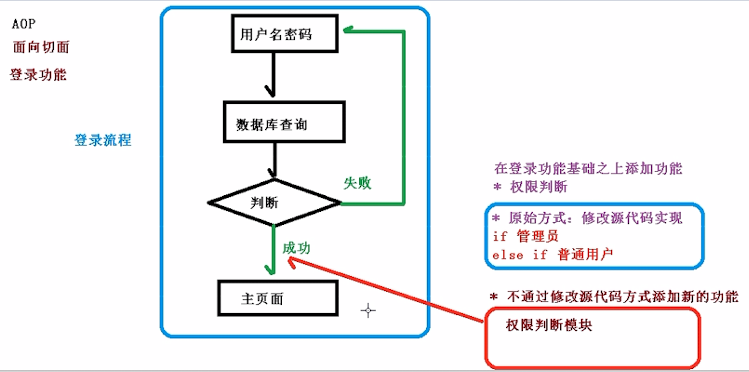 AOP
面向切面
登录功能
登录流程
用户名密码
数据库查询
判断
失败
成功
主页面
在登录功能基础之上添加功能
* 权限判断
* 原始方式：修改源代码实现
if 管理员
else if 普通用户
* 不通过修改源代码方式添加新的功能
权限判断模块